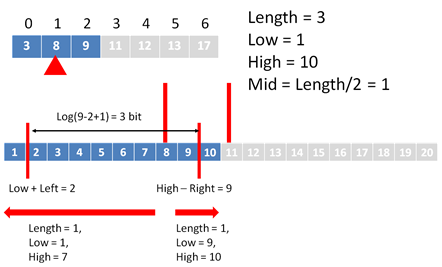 0 1 2 3 4 5 6
3 8 9 11 12 13 17
Length = 3
Low = 1
High = 10
Mid = Length/2 = 1
Log(9-2+1) = 3 bit
1 2 3 4 5 6 7 8 9 10 11 12 13 14 15 16 17 18 19 20
Low + Left = 2
High – Right = 9
Length = 1,
Low = 1,
High = 7
Length = 1,
Low = 9,
High = 10